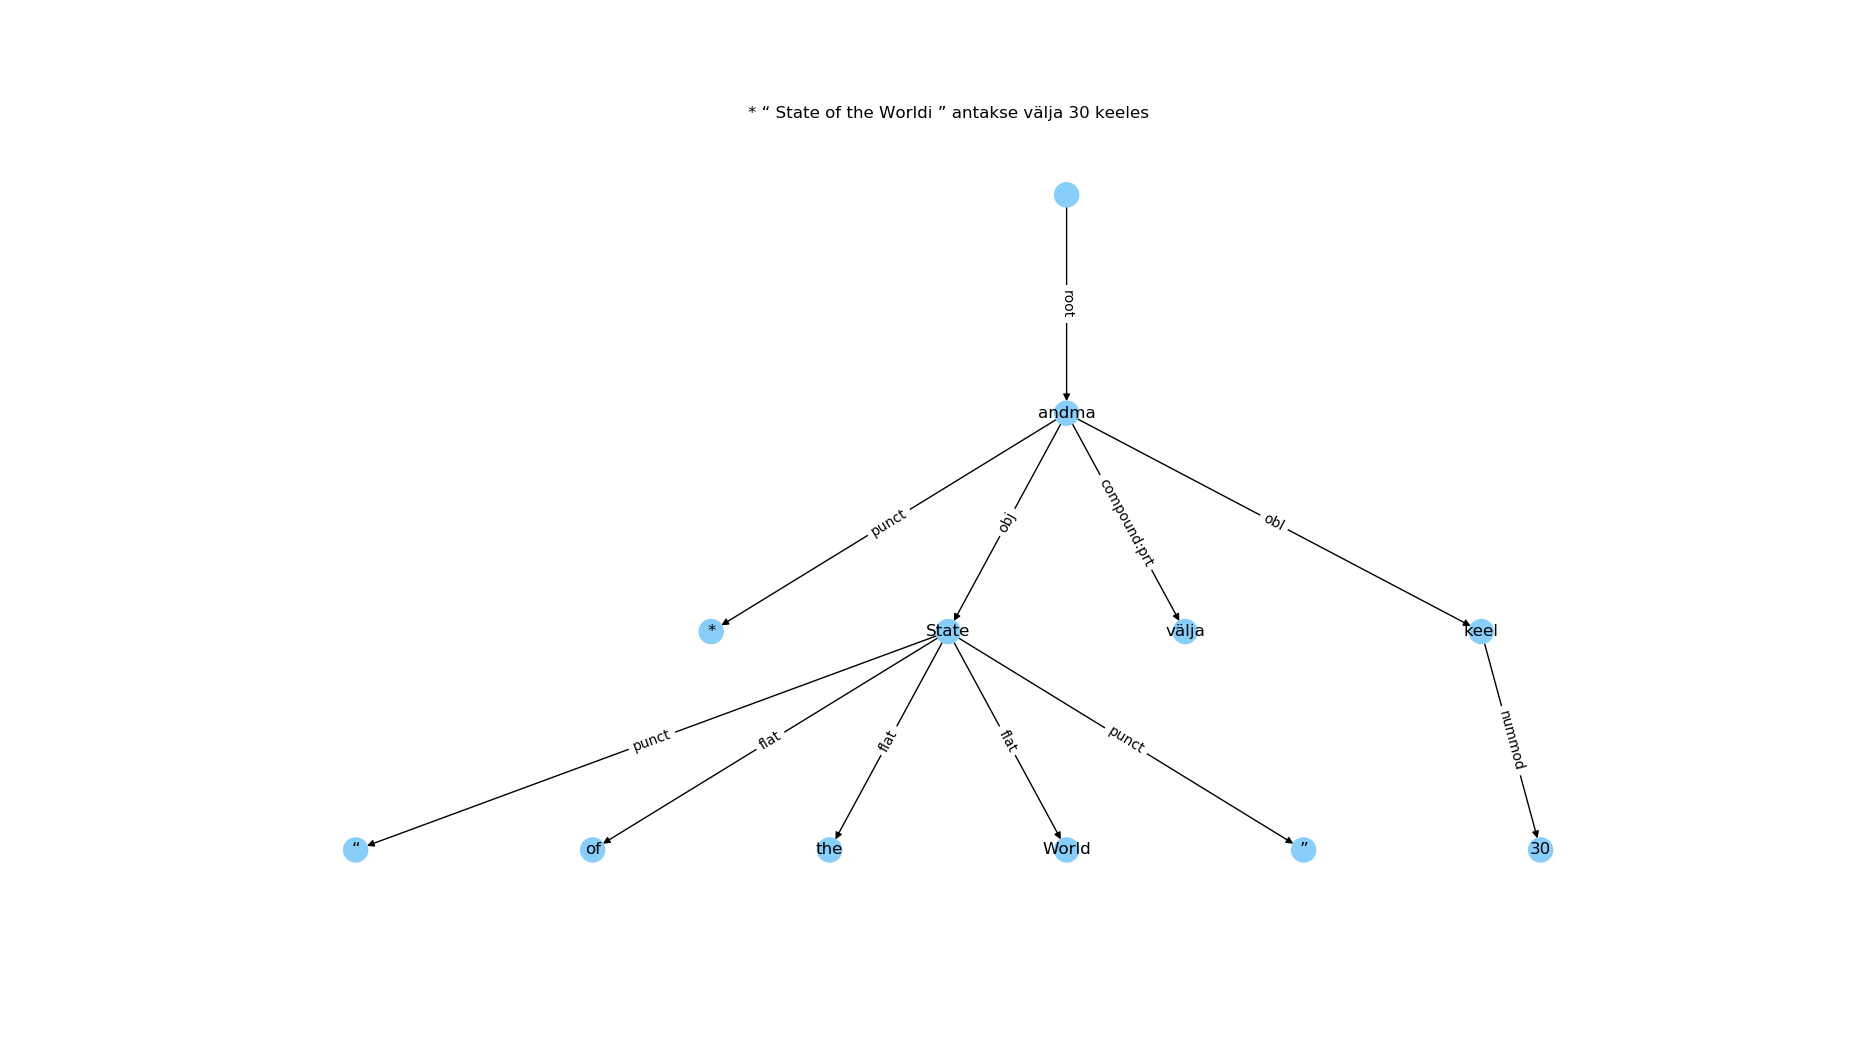 * “ State of the Worldi ” antakse välja 30 keeles
root
andma
punct
obj
compound:prt
obl
*
State
välja
keel
punct
flat
flat
flat
punct
nummod
“
of
the
World
”
30